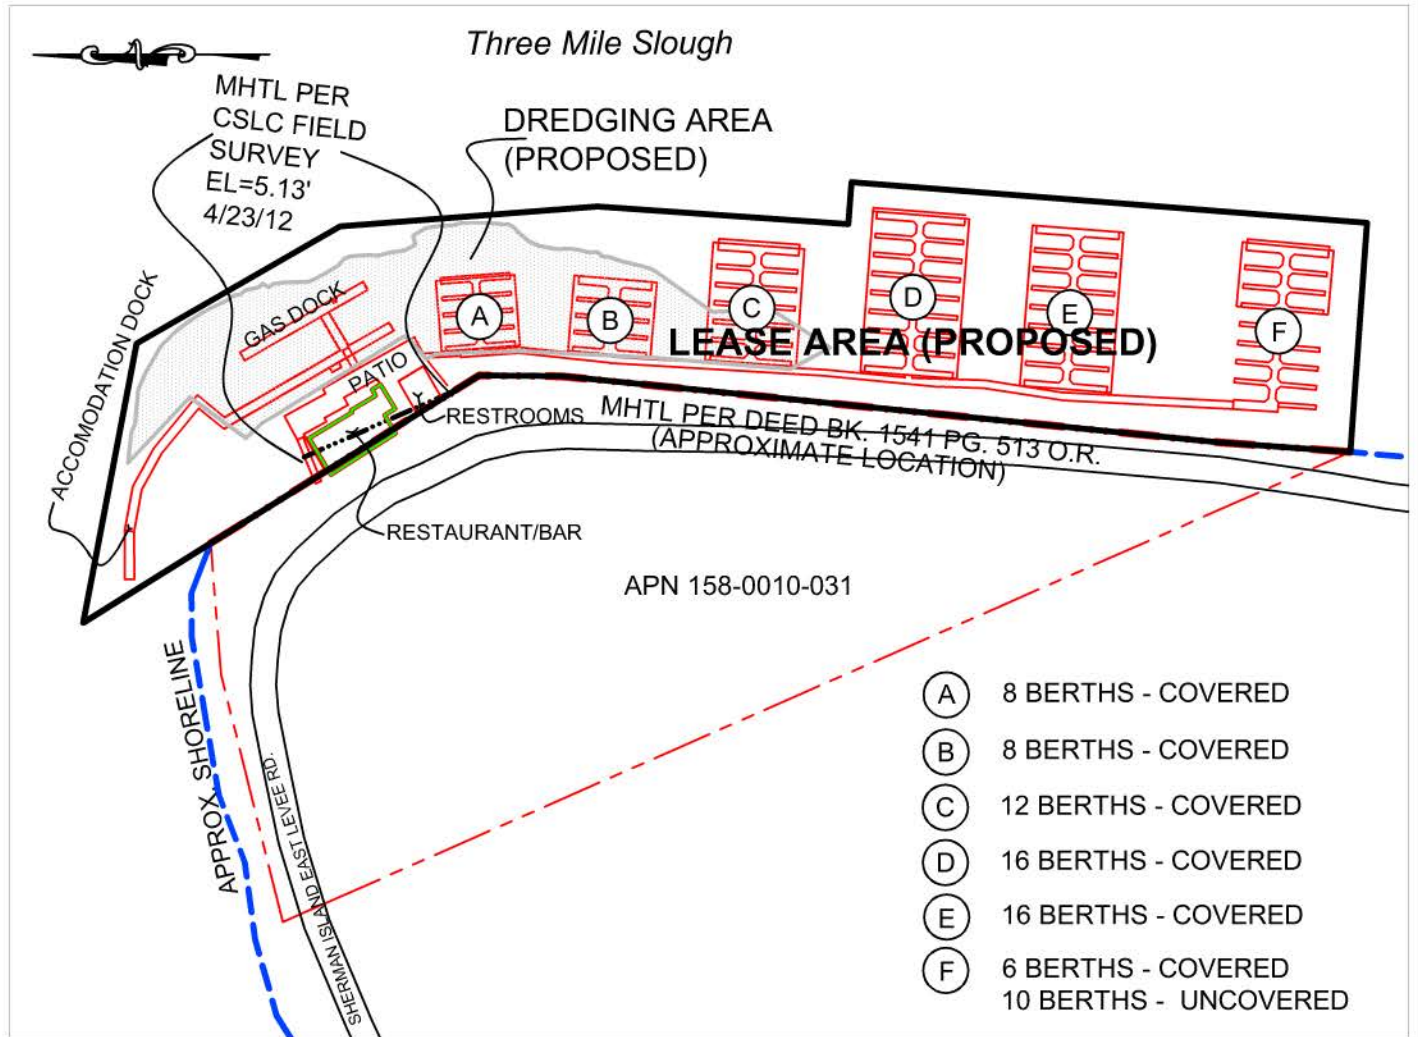 Three Mile Slough
MHTL PER
CSLC FIELD
SURVEY
EL=5.13'
4/23/12
DREDGING AREA
(PROPOSED)
ACCOMODATION DOCK
GAS DOCK
PATIO
A
B
C
D
E
F
LEASE AREA (PROPOSED)
RESTROOMS
MHTL PER DEED BK. 1541 PG. 513 O.R.
(APPROXIMATE LOCATION)
RESTAURANT/BAR
APN 158-0010-031
APPROX. SHORELINE
SHERMAN ISLAND EAST LEVEE RD.
A 8 BERTHS - COVERED
B 8 BERTHS - COVERED
C 12 BERTHS - COVERED
D 16 BERTHS - COVERED
E 16 BERTHS - COVERED
F 6 BERTHS - COVERED
10 BERTHS - UNCOVERED